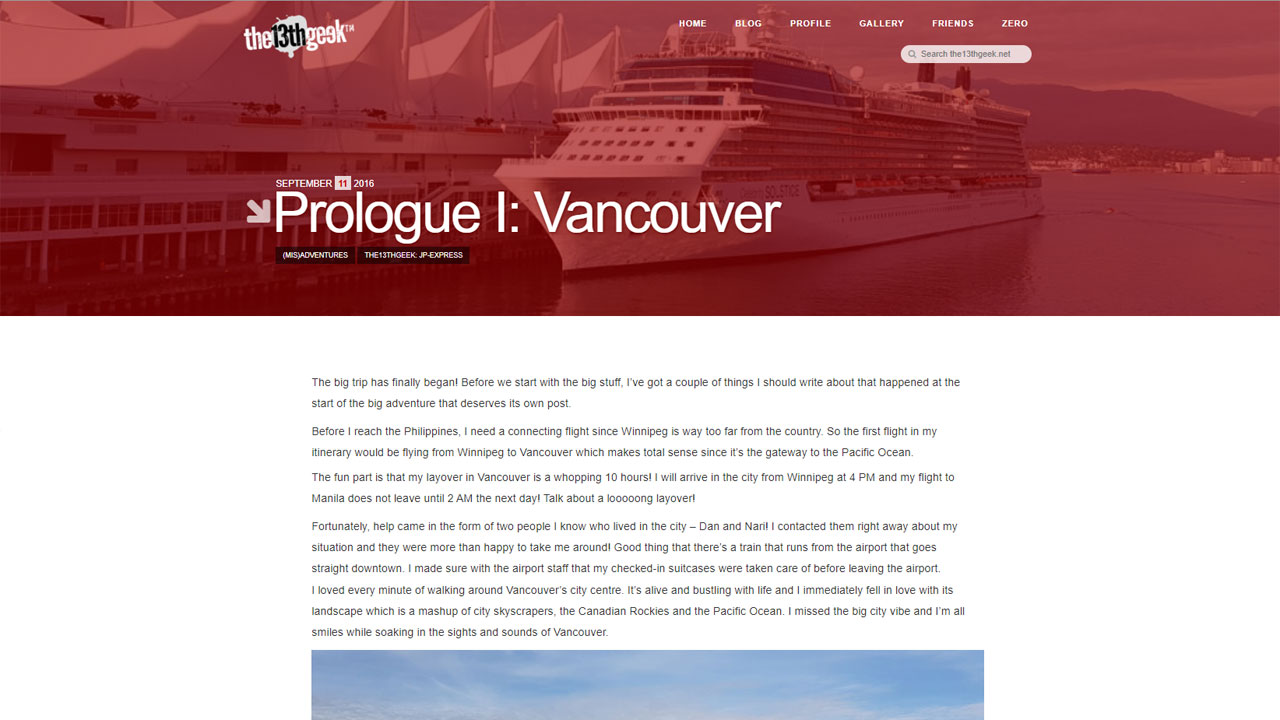 the13thgeek™
HOME BLOG PROFILE GALLERY FRIENDS ZERO
Search the13thgeek.net
SEPTEMBER 11 2016
Prologue I: Vancouver
(MIS)ADVENTURES THE13THGEEK: JP-EXPRESS
The big trip has finally began! Before we start with the big stuff, I've got a couple of things I should write about that happened at the
start of the big adventure that deserves its own post.
Before I reach the Philippines, I need a connecting flight since Winnipeg is way too far from the country. So the first flight in my
itinerary would be flying from Winnipeg to Vancouver which makes total sense since it's the gateway to the Pacific Ocean.
The fun part is that my layover in Vancouver is a whopping 10 hours! I will arrive in the city from Winnipeg at 4 PM and my flight to
Manila does not leave until 2 AM the next day! Talk about a looooong layover!
Fortunately, help came in the form of two people I know who lived in the city – Dan and Nari! I contacted them right away about my
situation and they were more than happy to take me around! Good thing that there's a train that runs from the airport that goes
straight downtown. I made sure with the airport staff that my checked-in suitcases were taken care of before leaving the airport.
I loved every minute of walking around Vancouver's city centre. It's alive and bustling with life and I immediately fell in love with its
landscape which is a mashup of city skyscrapers, the Canadian Rockies and the Pacific Ocean. I missed the big city vibe and I'm all
smiles while soaking in the sights and sounds of Vancouver.